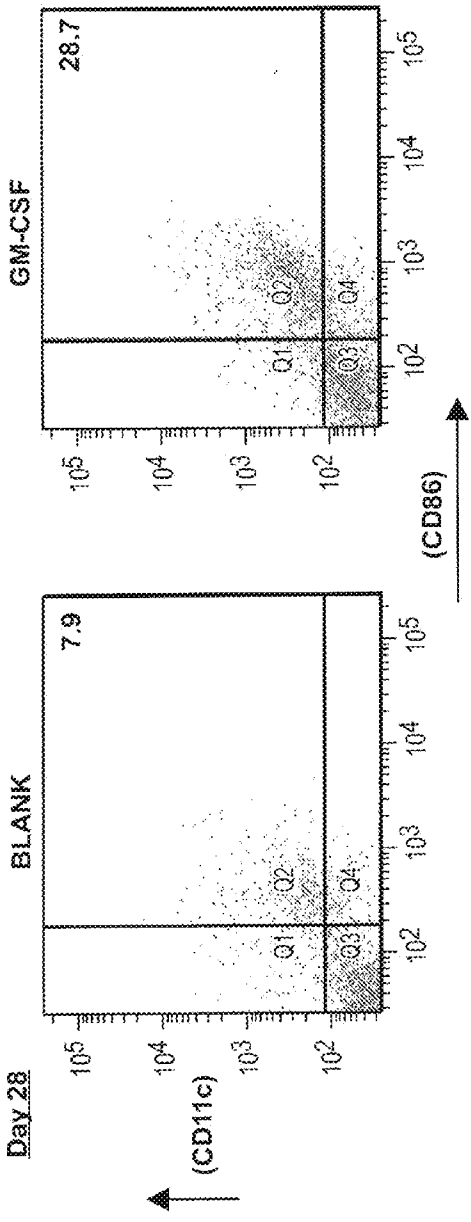 Day 28
BLANK
GM-CSF
(CD11c)
10⁵
10⁴
10³
10²
7.9
Q1
Q2
Q3
Q4
10²
10³
10⁴
10⁵
10⁵
10⁴
10³
10²
28.7
Q1
Q2
Q3
Q4
10²
10³
10⁴
10⁵
(CD86)